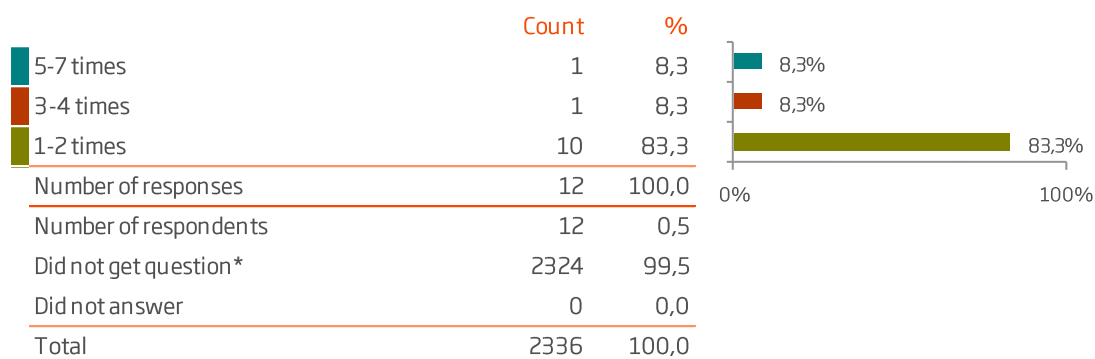 Count %
5-7 times 1 8,3 8,3%
3-4 times 1 8,3 8,3%
1-2 times 10 83,3 83,3%
Number of responses 12 100,0 0% 100%
Number of respondents 12 0,5
Did not get question* 2324 99,5
Did not answer 0 0,0
Total 2336 100,0